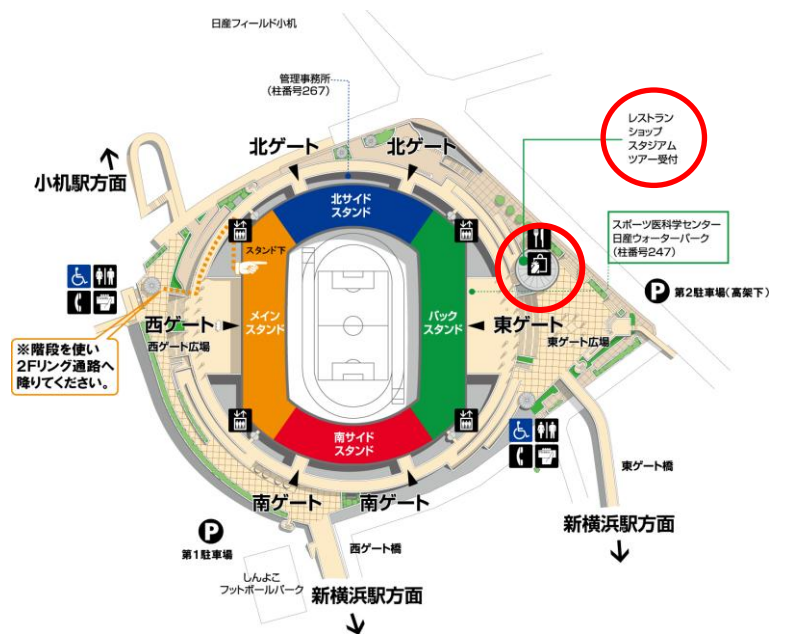 日産フィールド小机
管理事務所
(柱番号267)
レストラン
ショップ
スタジアム
ツアー受付
北ゲート
北ゲート
小机駅方面
北サイド
スタンド
スポーツ医科学センター
日産ウォーターパーク
(柱番号247)
スタンド下
P 第2駐車場(高架下)
西ゲート
メイン
スタンド
バック
スタンド
東ゲート
西ゲート広場
東ゲート広場
※階段を使い
2Fリング通路へ
降りてください。
南サイド
スタンド
南ゲート
南ゲート
東ゲート橋
新横浜駅方面
P
第1駐車場
西ゲート橋
しんよこ
フットボールパーク
新横浜駅方面